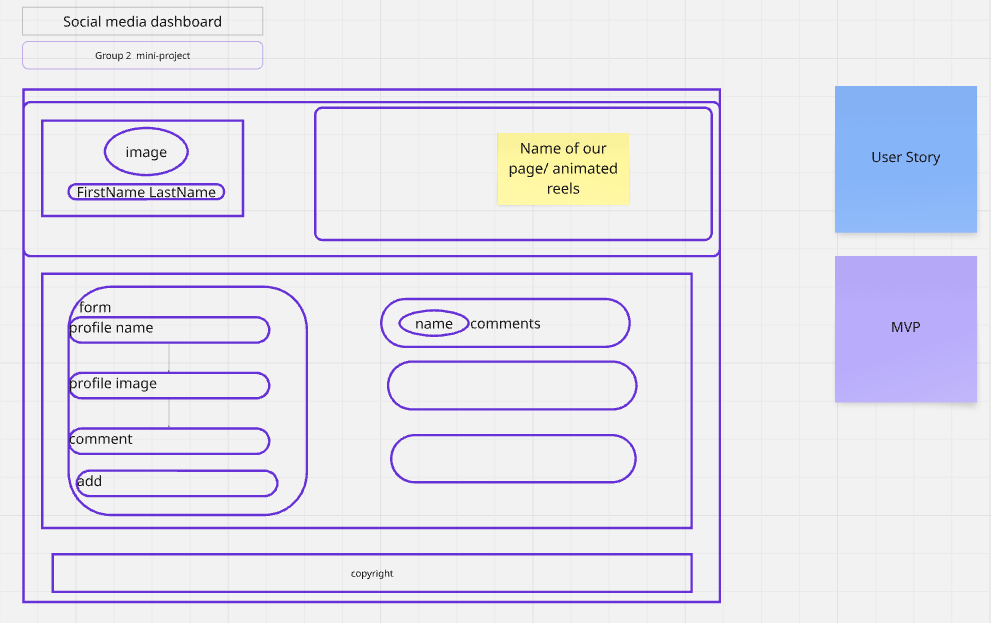 Social media dashboard
Group 2 mini-project
image
FirstName LastName
Name of our
page/ animated
reels
User Story
MVP
form
profile name
profile image
comment
add
name comments
copyright